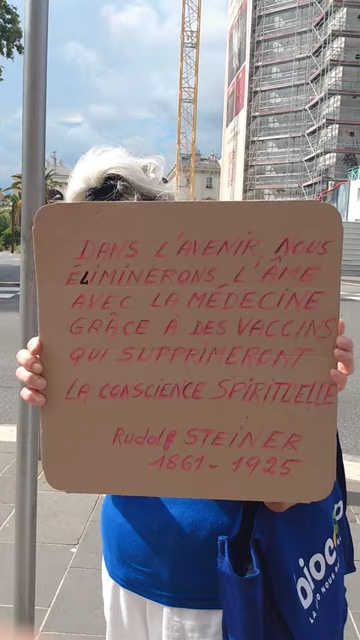 DANS L'AVENIR, NOUS
ÉLIMINERONS L'ÂME
AVEC LA MÉDECINE
GRÂCE À DES VACCINS
QUI SUPPRIMERONT
LA CONSCIENCE SPIRITUELLE
Rudolf STEINER
1861-1925